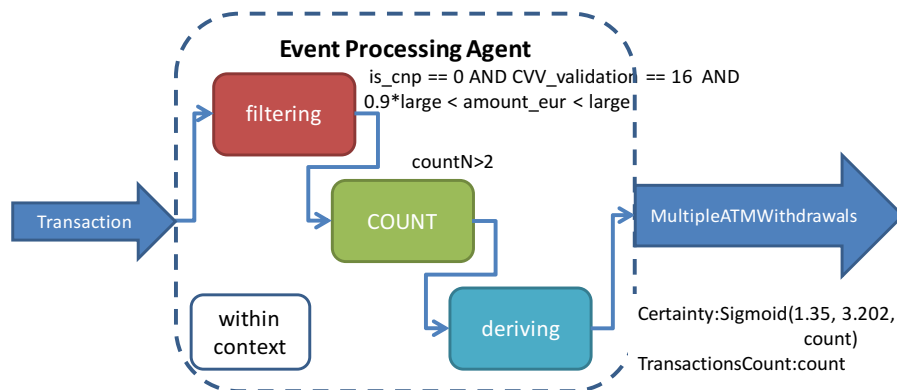 Event Processing Agent
is_cnp == 0 AND CVV_validation == 16 AND
0.9*large < amount_eur < large
filtering
countN>2
Transaction
COUNT
MultipleATMWithdrawals
within
context
deriving
Certainty:Sigmoid(1.35, 3.202,
count)
TransactionsCount:count